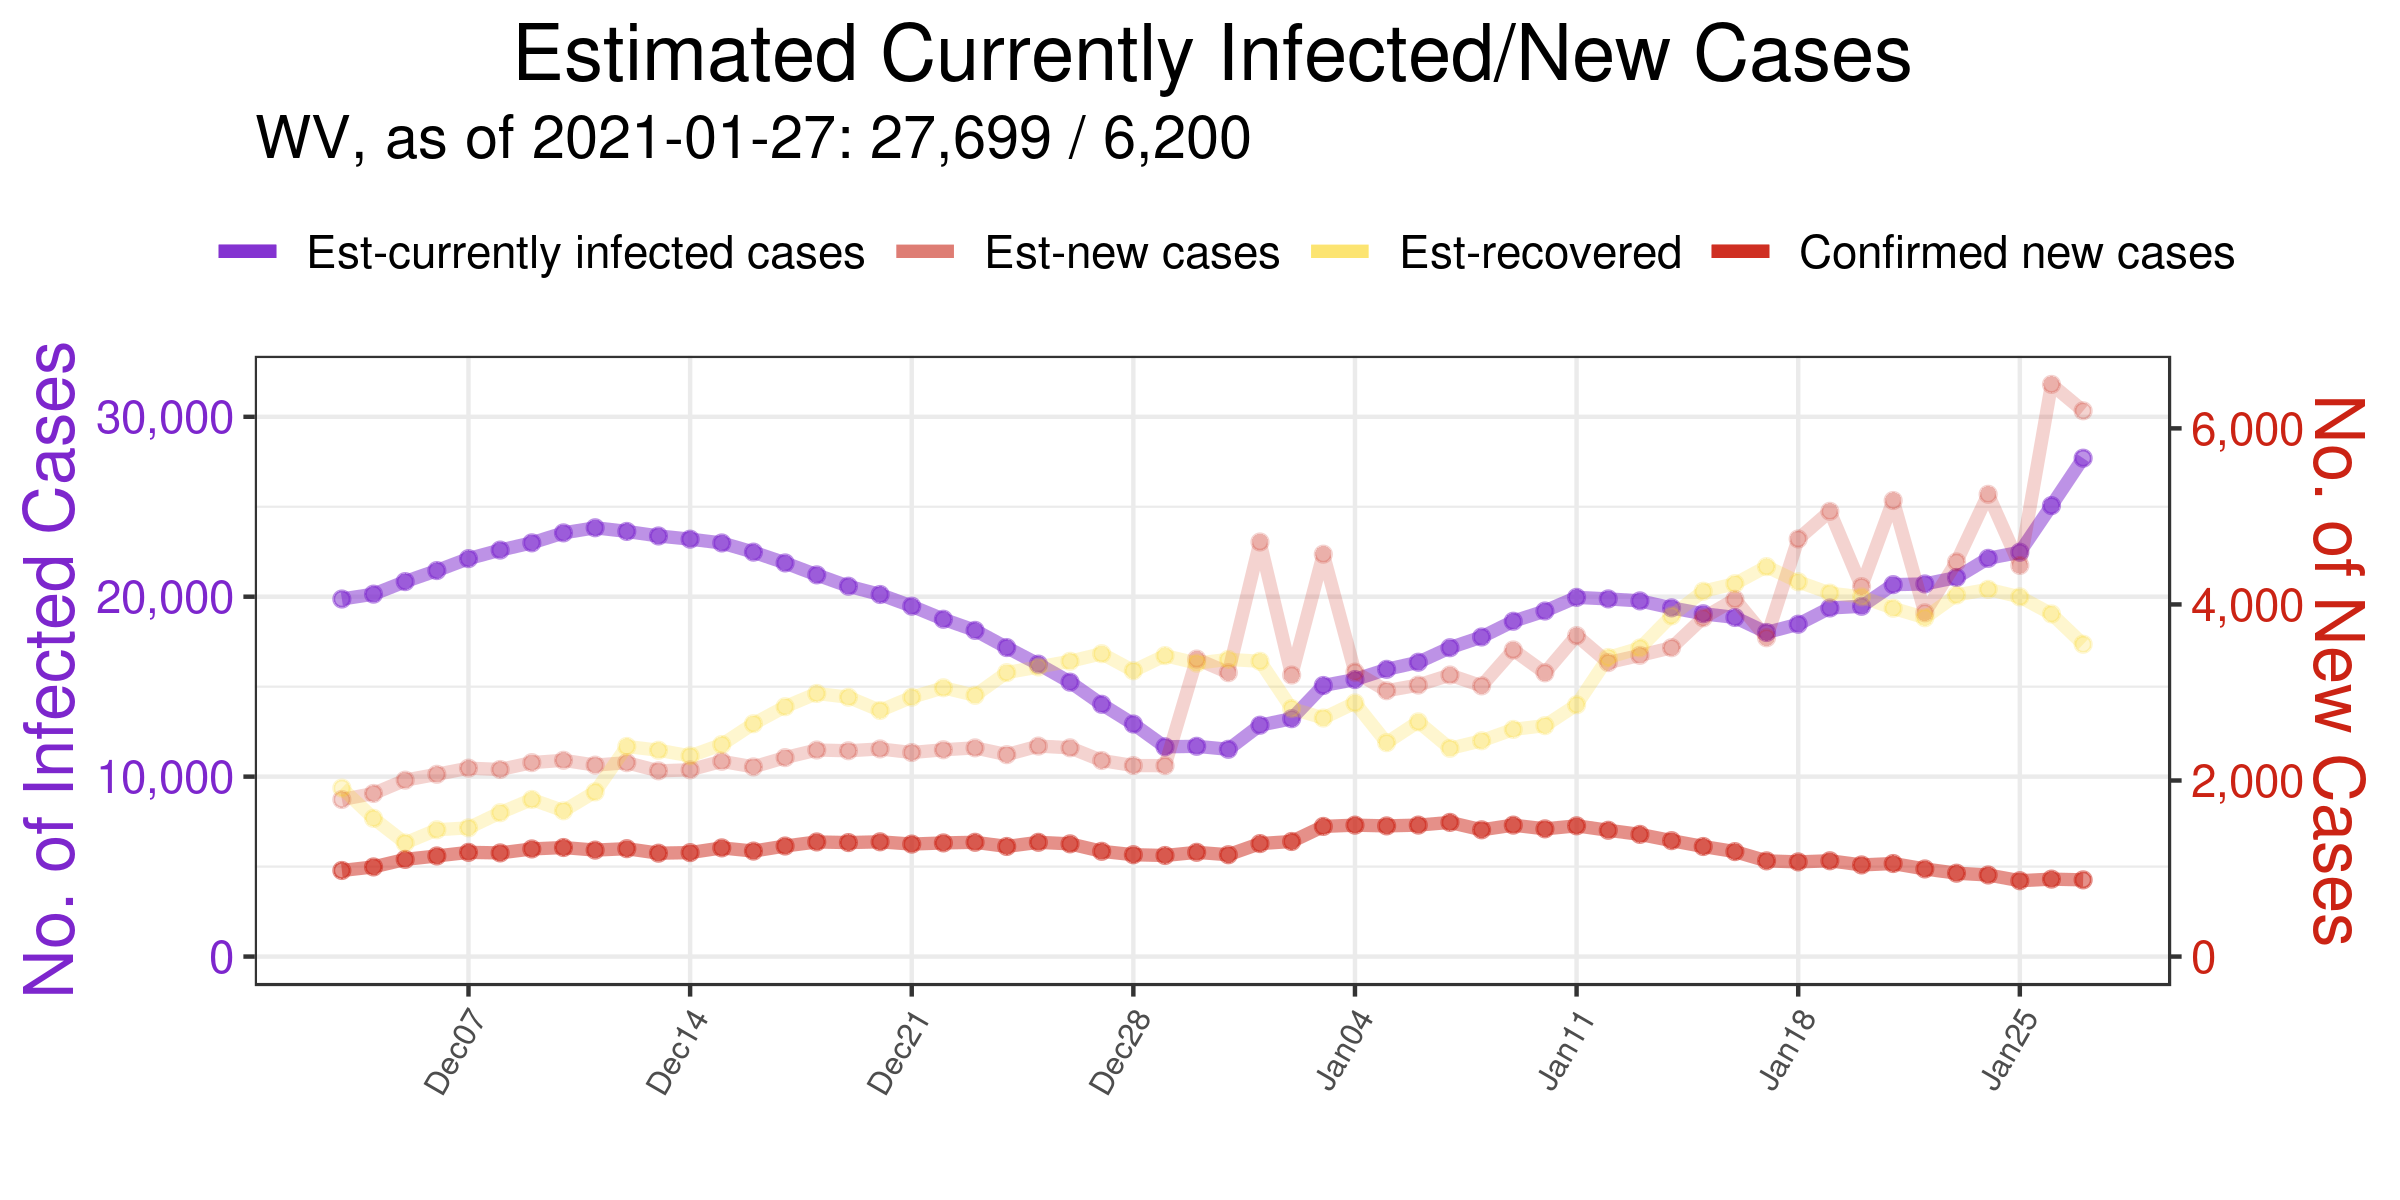 Estimated Currently Infected/New Cases
WV, as of 2021-01-27: 27,699 / 6,200
Est-currently infected cases Est-new cases Est-recovered Confirmed new cases
No. of Infected Cases
30,000
20,000
10,000
0
6,000
4,000
2,000
0
No. of New Cases
Dec07 Dec14 Dec21 Dec28 Jan04 Jan11 Jan18 Jan25